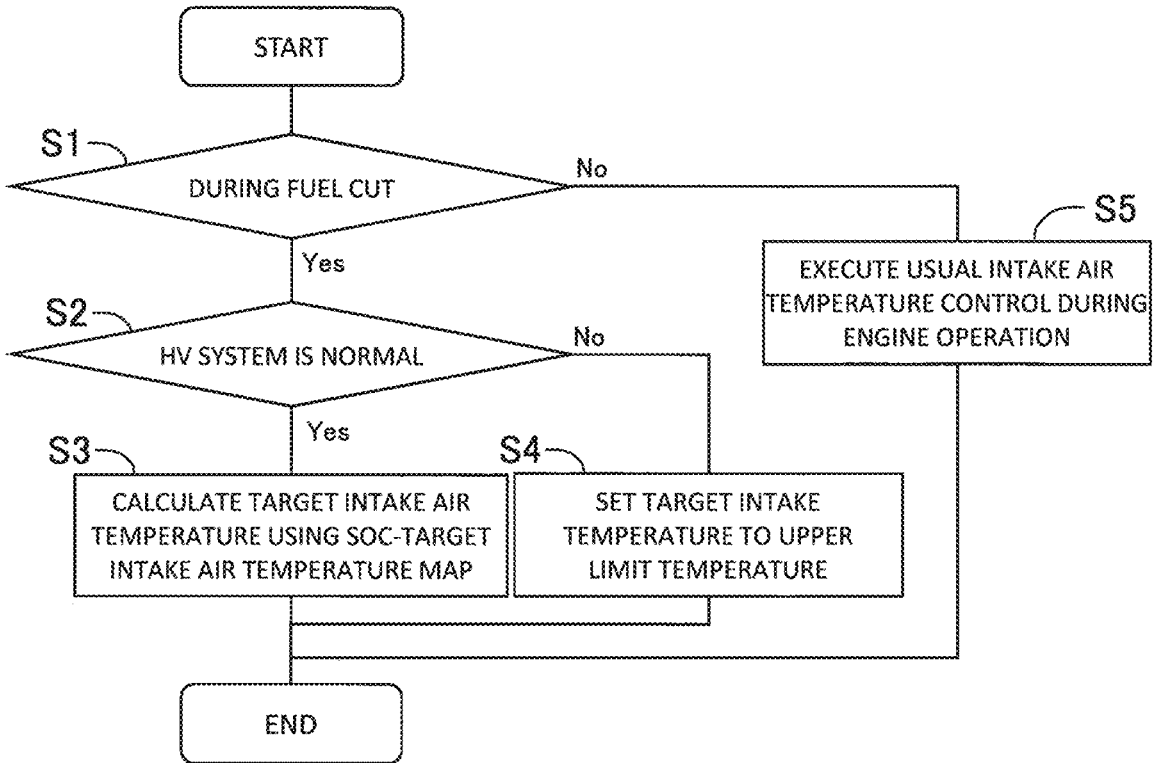 START
S1
DURING FUEL CUT
No
Yes
S5
EXECUTE USUAL INTAKE AIR
TEMPERATURE CONTROL DURING
ENGINE OPERATION
S2
HV SYSTEM IS NORMAL
No
Yes
S3
CALCULATE TARGET INTAKE AIR
TEMPERATURE USING SOC-TARGET
INTAKE AIR TEMPERATURE MAP
S4
SET TARGET INTAKE
TEMPERATURE TO UPPER
LIMIT TEMPERATURE
END